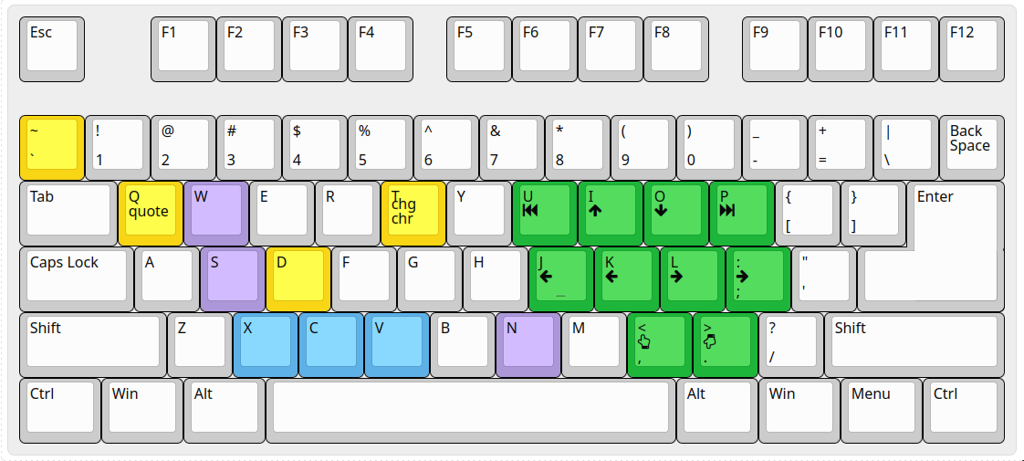 Esc F1 F2 F3 F4 F5 F6 F7 F8 F9 F10 F11 F12
~ ! @ # $ % ^ & * ( ) _ + | Back
Space
` 1 2 3 4 5 6 7 8 9 0 - = \
Tab Q W E R T Y U I O P { } Enter
quote chg ⏮ ↑ ↓ ⏭
chr [ ]
Caps Lock A S D F G H J K L : "
← ← → →
_ ; '
Shift Z X C V B N M < > ? Shift
, . /
Ctrl Win Alt Alt Win Menu Ctrl